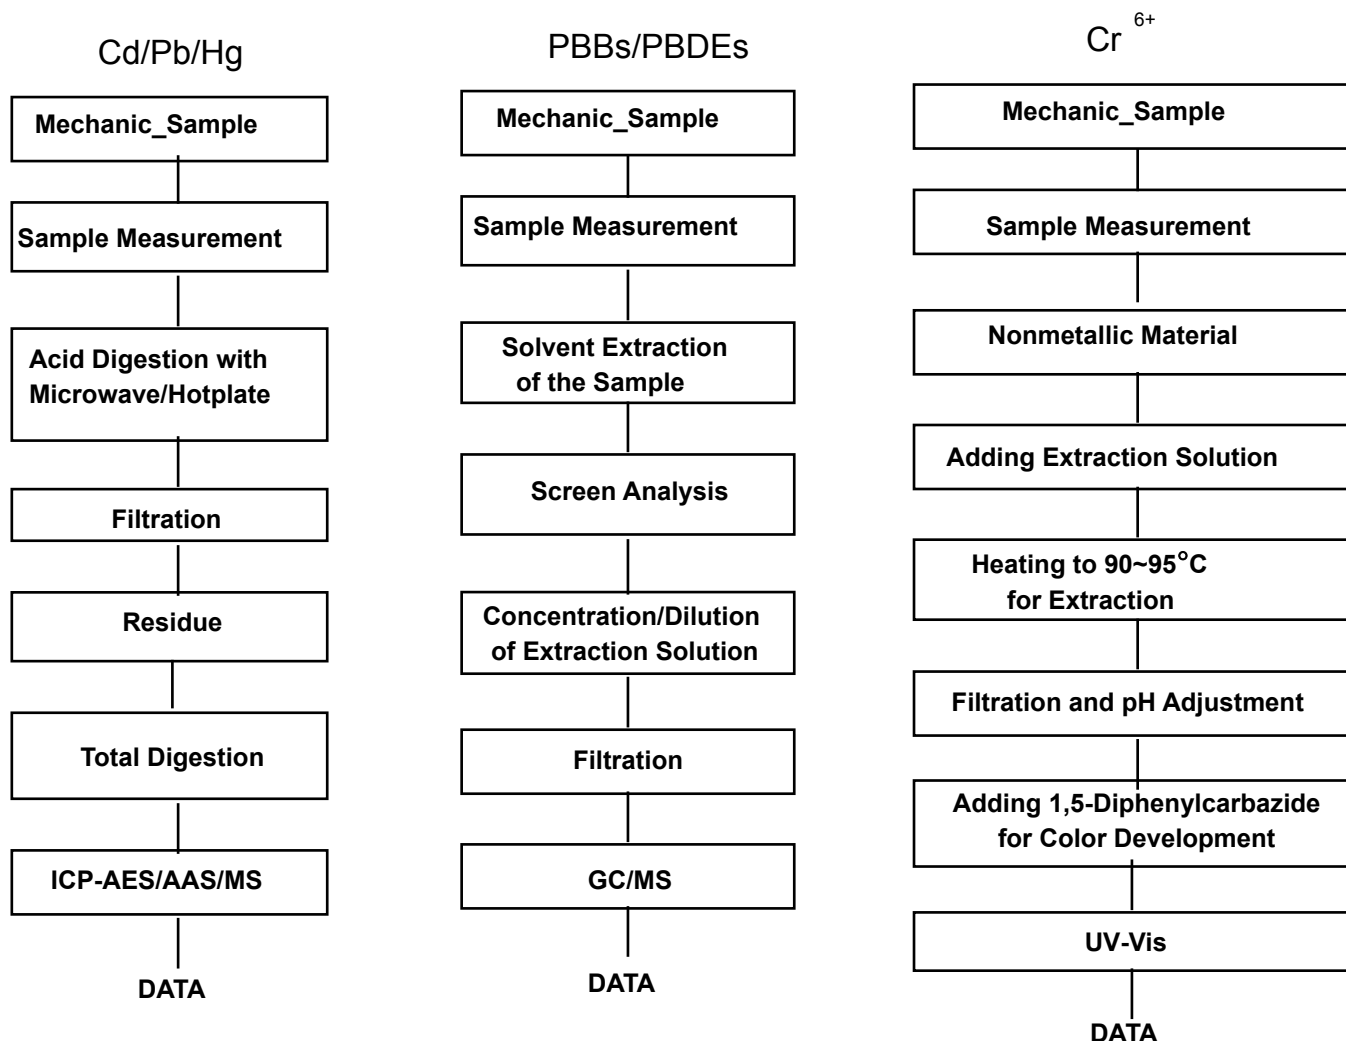 Cd/Pb/Hg
Mechanic_Sample
Sample Measurement
Acid Digestion with
Microwave/Hotplate
Filtration
Residue
Total Digestion
ICP-AES/AAS/MS
DATA
PBBs/PBDEs
Mechanic_Sample
Sample Measurement
Solvent Extraction
of the Sample
Screen Analysis
Concentration/Dilution
of Extraction Solution
Filtration
GC/MS
DATA
Cr 6+
Mechanic_Sample
Sample Measurement
Nonmetallic Material
Adding Extraction Solution
Heating to 90~95°C
for Extraction
Filtration and pH Adjustment
Adding 1,5-Diphenylcarbazide
for Color Development
UV-Vis
DATA